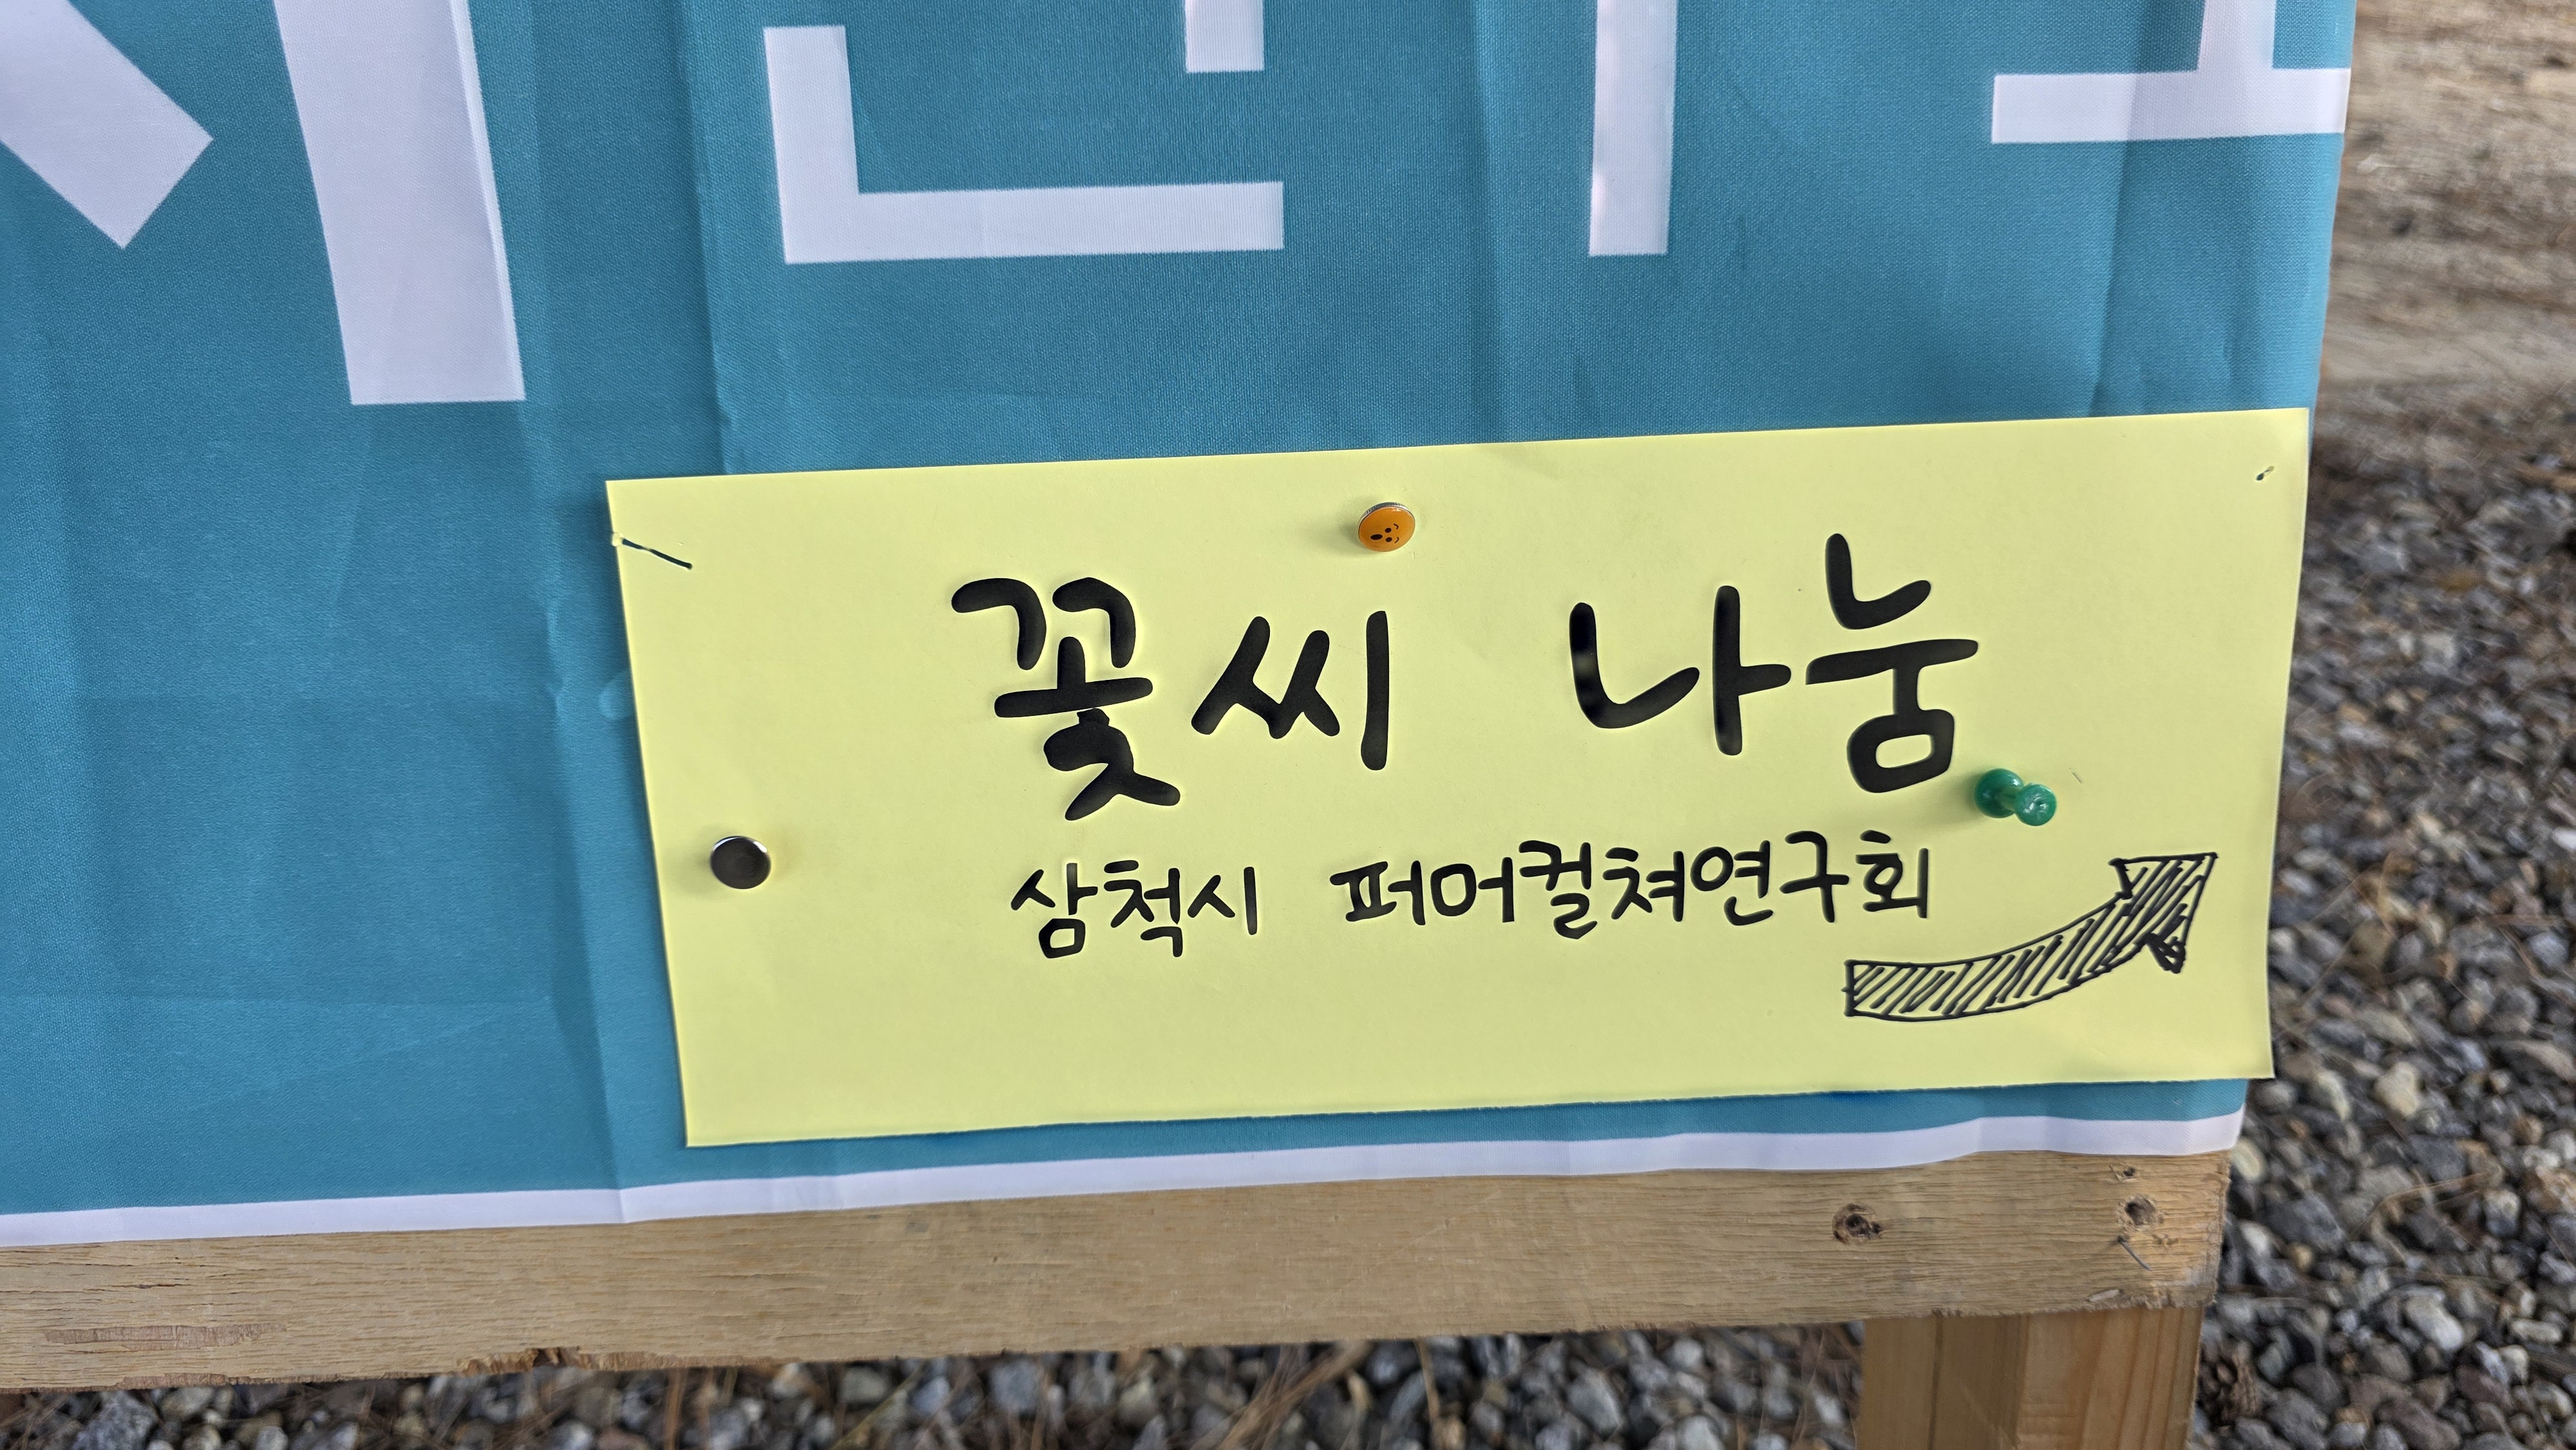 꽃씨 나눔
삼척시 퍼머컬쳐연구회